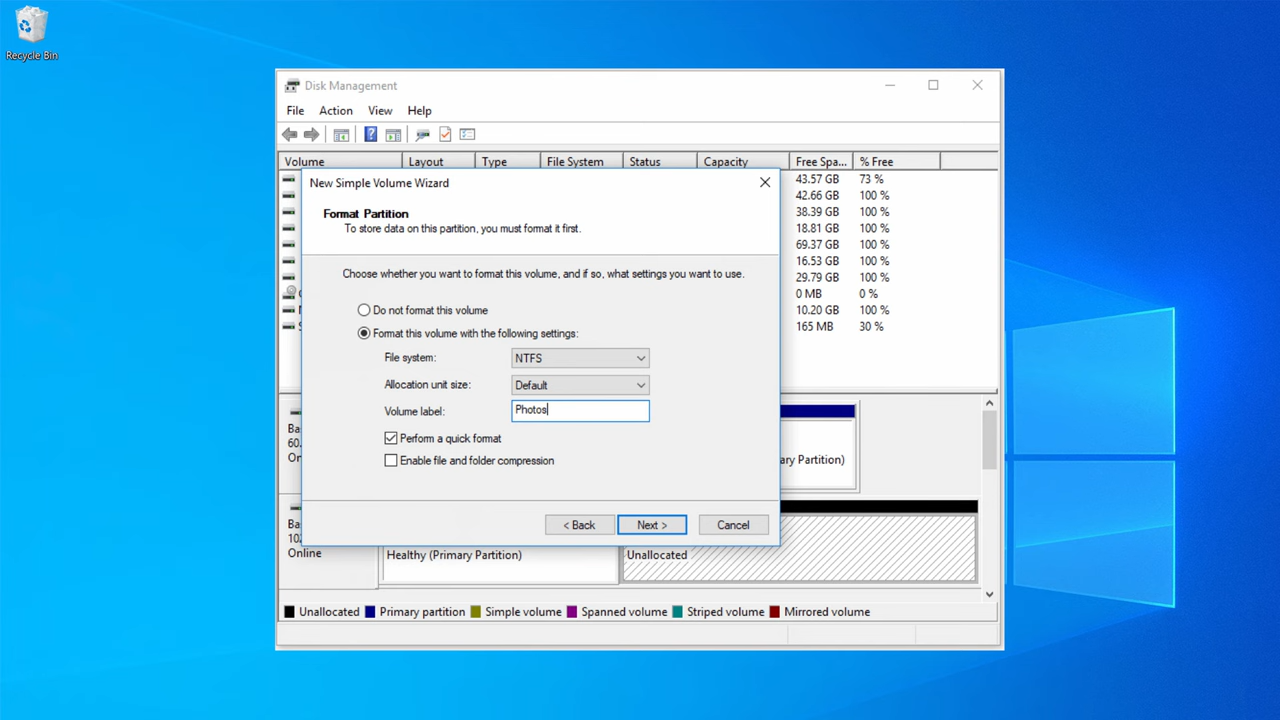 Recycle Bin
Disk Management
File Action View Help
Volume Layout Type File System Status Capacity Free Spa... % Free
43.57 GB 73 %
42.66 GB 100 %
38.39 GB 100 %
18.81 GB 100 %
69.37 GB 100 %
16.53 GB 100 %
29.79 GB 100 %
0 MB 0 %
10.20 GB 100 %
165 MB 30 %
New Simple Volume Wizard
Format Partition
To store data on this partition, you must format it first.
Choose whether you want to format this volume, and if so, what settings you want to use.
Do not format this volume
Format this volume with the following settings:
File system: NTFS
Allocation unit size: Default
Volume label: Photos
Perform a quick format
Enable file and folder compression
< Back Next > Cancel
Ba
60.
On
ary Partition)
Ba
10
Online
Healthy (Primary Partition)
Unallocated
Unallocated Primary partition Simple volume Spanned volume Striped volume Mirrored volume